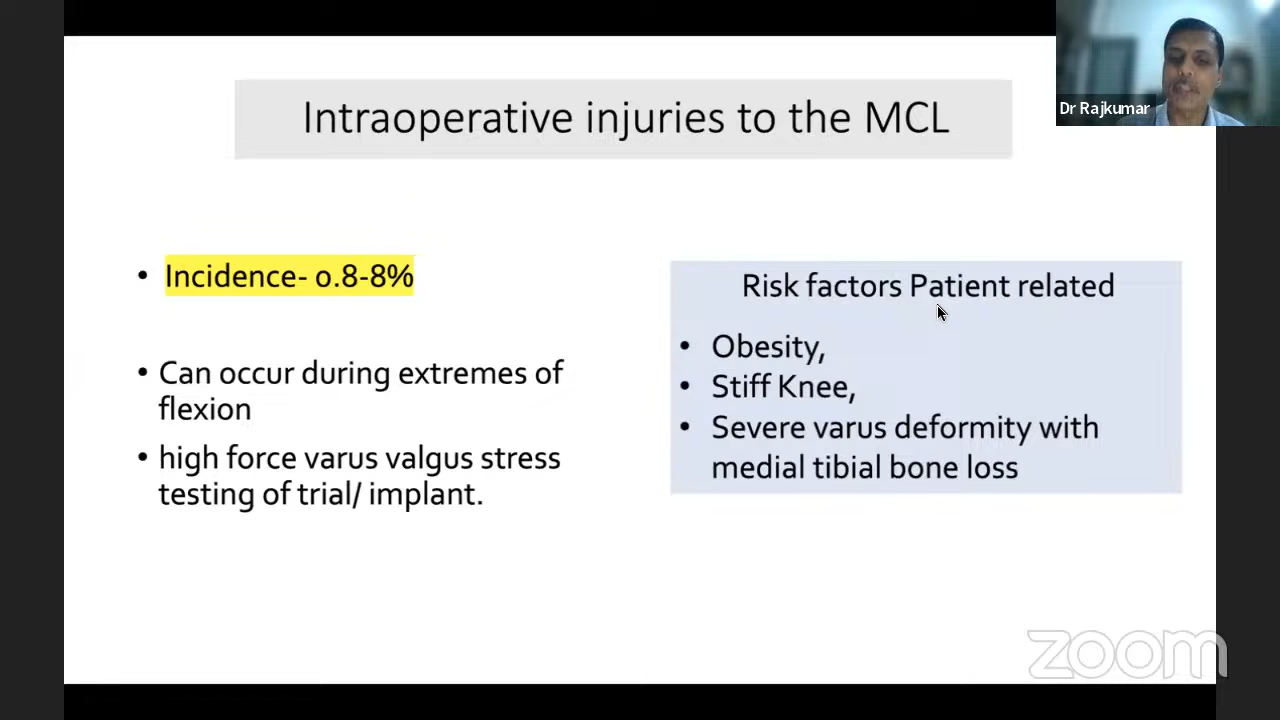 Dr Rajkumar
Intraoperative injuries to the MCL
• Incidence- o.8-8%
• Can occur during extremes of
flexion
• high force varus valgus stress
testing of trial/ implant.
Risk factors Patient related
• Obesity,
• Stiff Knee,
• Severe varus deformity with
medial tibial bone loss
zoom